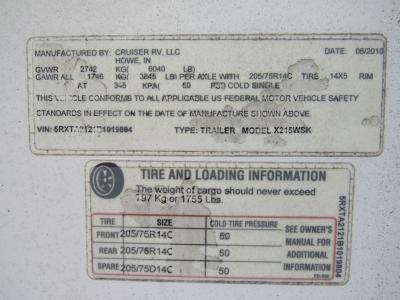 MANUFACTURED BY: CRUISER RV, LLC DATE: 06/2010
HOWE, IN
GVWR 2742 KG( 6040 LB)
GAWR ALL 1746 KG( 3845 LB) PER AXLE WITH 205/75R14C TIRE 14X5 RIM
AT 345 KPA( 50 PSI) COLD SINGLE
THIS VEHICLE CONFORMS TO ALL APPLICABLE US FEDERAL MOTOR VEHICLE SAFETY
STANDARDS IN EFFECT ON THE DATE OF MANUFACTURE SHOWN ABOVE.
VIN: 5RXTA2121B1019804 TYPE: TRAILER MODEL X215WSK
TIRE AND LOADING INFORMATION
The weight of cargo should never exceed
797 Kg or 1755 Lbs.
TIRE SIZE COLD TIRE PRESSURE
FRONT 205/75R14C 50
REAR 205/75R14C 50
SPARE 205/75D14C 50
SEE OWNER'S
MANUAL FOR
ADDITIONAL
INFORMATION
5RXTA2121B1019804